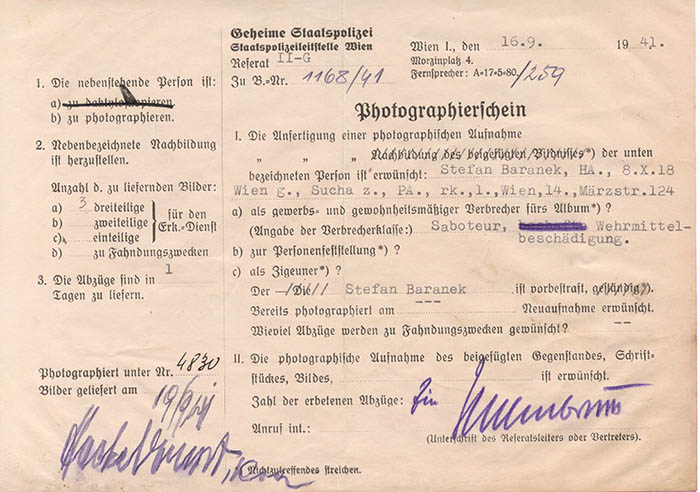 Geheime Staatspolizei
Staatspolizeileitstelle Wien
Referat II-G
Zu B.-Nr. 1168/41
Wien I., den 16.9. 1941.
Morzinplatz 4.
Fernsprecher: A-17-5-80/259
1. Die nebenstehende Person ist:
a) zu daktyloskopieren
b) zu photographieren.
2. Nebenbezeichnete Nachbildung
ist herzustellen.
Anzahl d. zu liefernden Bilder:
a) 3 dreiteilige
b) zweiteilige
c) einteilige
für den
Erk.-Dienst
d) zu Fahndungszwecken
3. Die Abzüge sind in 1
Tagen zu liefern.
Photographiert unter Nr. 4830
Bilder geliefert am 19/9/41
Photographierschein
I. Die Anfertigung einer photographischen Aufnahme
" " " Nachbildung des beigefügten Bildnisses*) der unten
bezeichneten Person ist erwünscht: Stefan Baranek, HA., 8.X.18
Wien g., Sucha z., PA., rk.,l., Wien,14., Märzstr.124
a) als gewerbs- und gewohnheitsmäßiger Verbrecher fürs Album*) ?
(Angabe der Verbrecherklasse:) Saboteur, Wehrmittel-
beschädigung.
b) zur Personenfeststellung*) ?
c) als Zigeuner*) ?
Der Die Stefan Baranek ist vorbestraft, geständig).
Bereits photographiert am --- Neuaufnahme erwünscht.
Wieviel Abzüge werden zu Fahndungszwecken gewünscht? --
II. Die photographische Aufnahme des beigefügten Gegenstandes, Schrift-
stückes, Bildes, ist erwünscht.
Zahl der erbetenen Abzüge:
Anruf int.:
(Unterschrift des Referatsleiters oder Vertreters).
*) Nichtzutreffendes streichen.